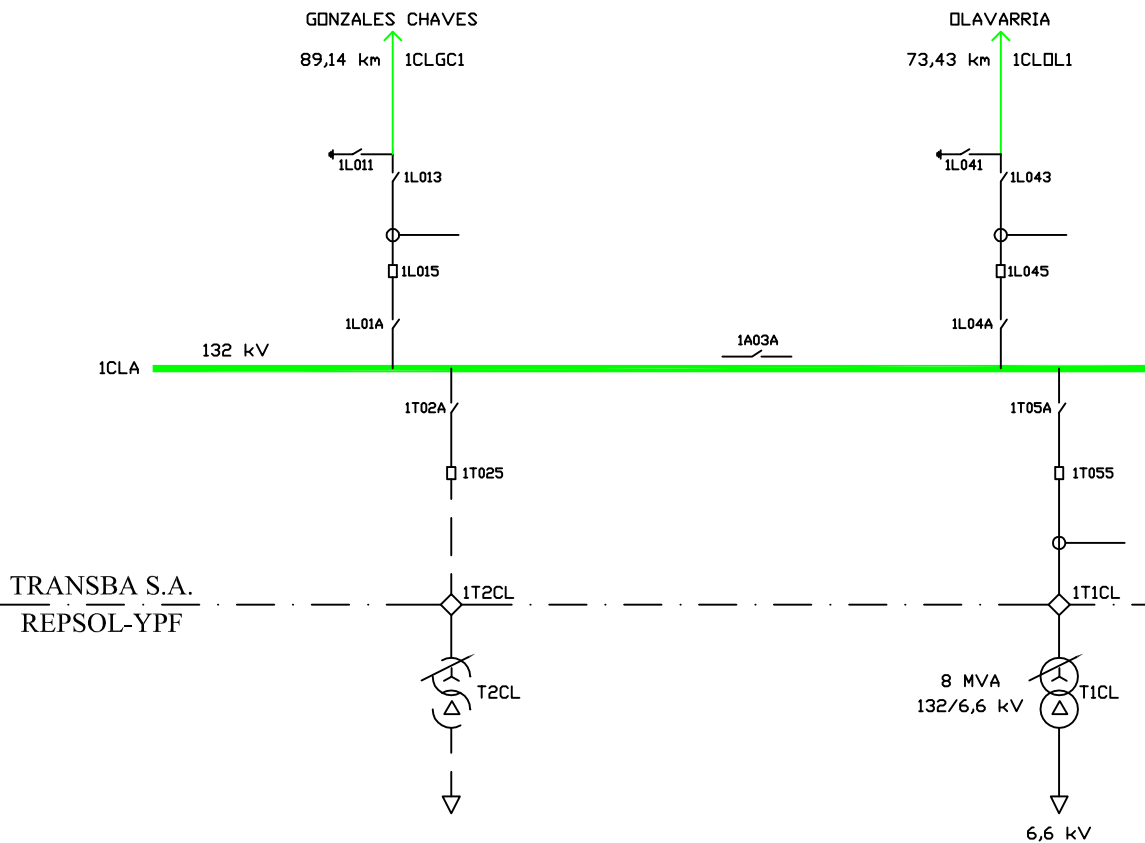 GONZALES CHAVES
OLAVARRIA
89,14 km 1CLGC1
73,43 km 1CLOL1
1L011
1L013
1L041
1L043
1L015
1L045
1L01A
1L04A
132 kV
1A03A
1CLA
1T02A
1T05A
1T025
1T055
TRANSBA S.A.
1T2CL
1T1CL
REPSOL-YPF
T2CL
8 MVA
T1CL
132/6,6 kV
6,6 kV